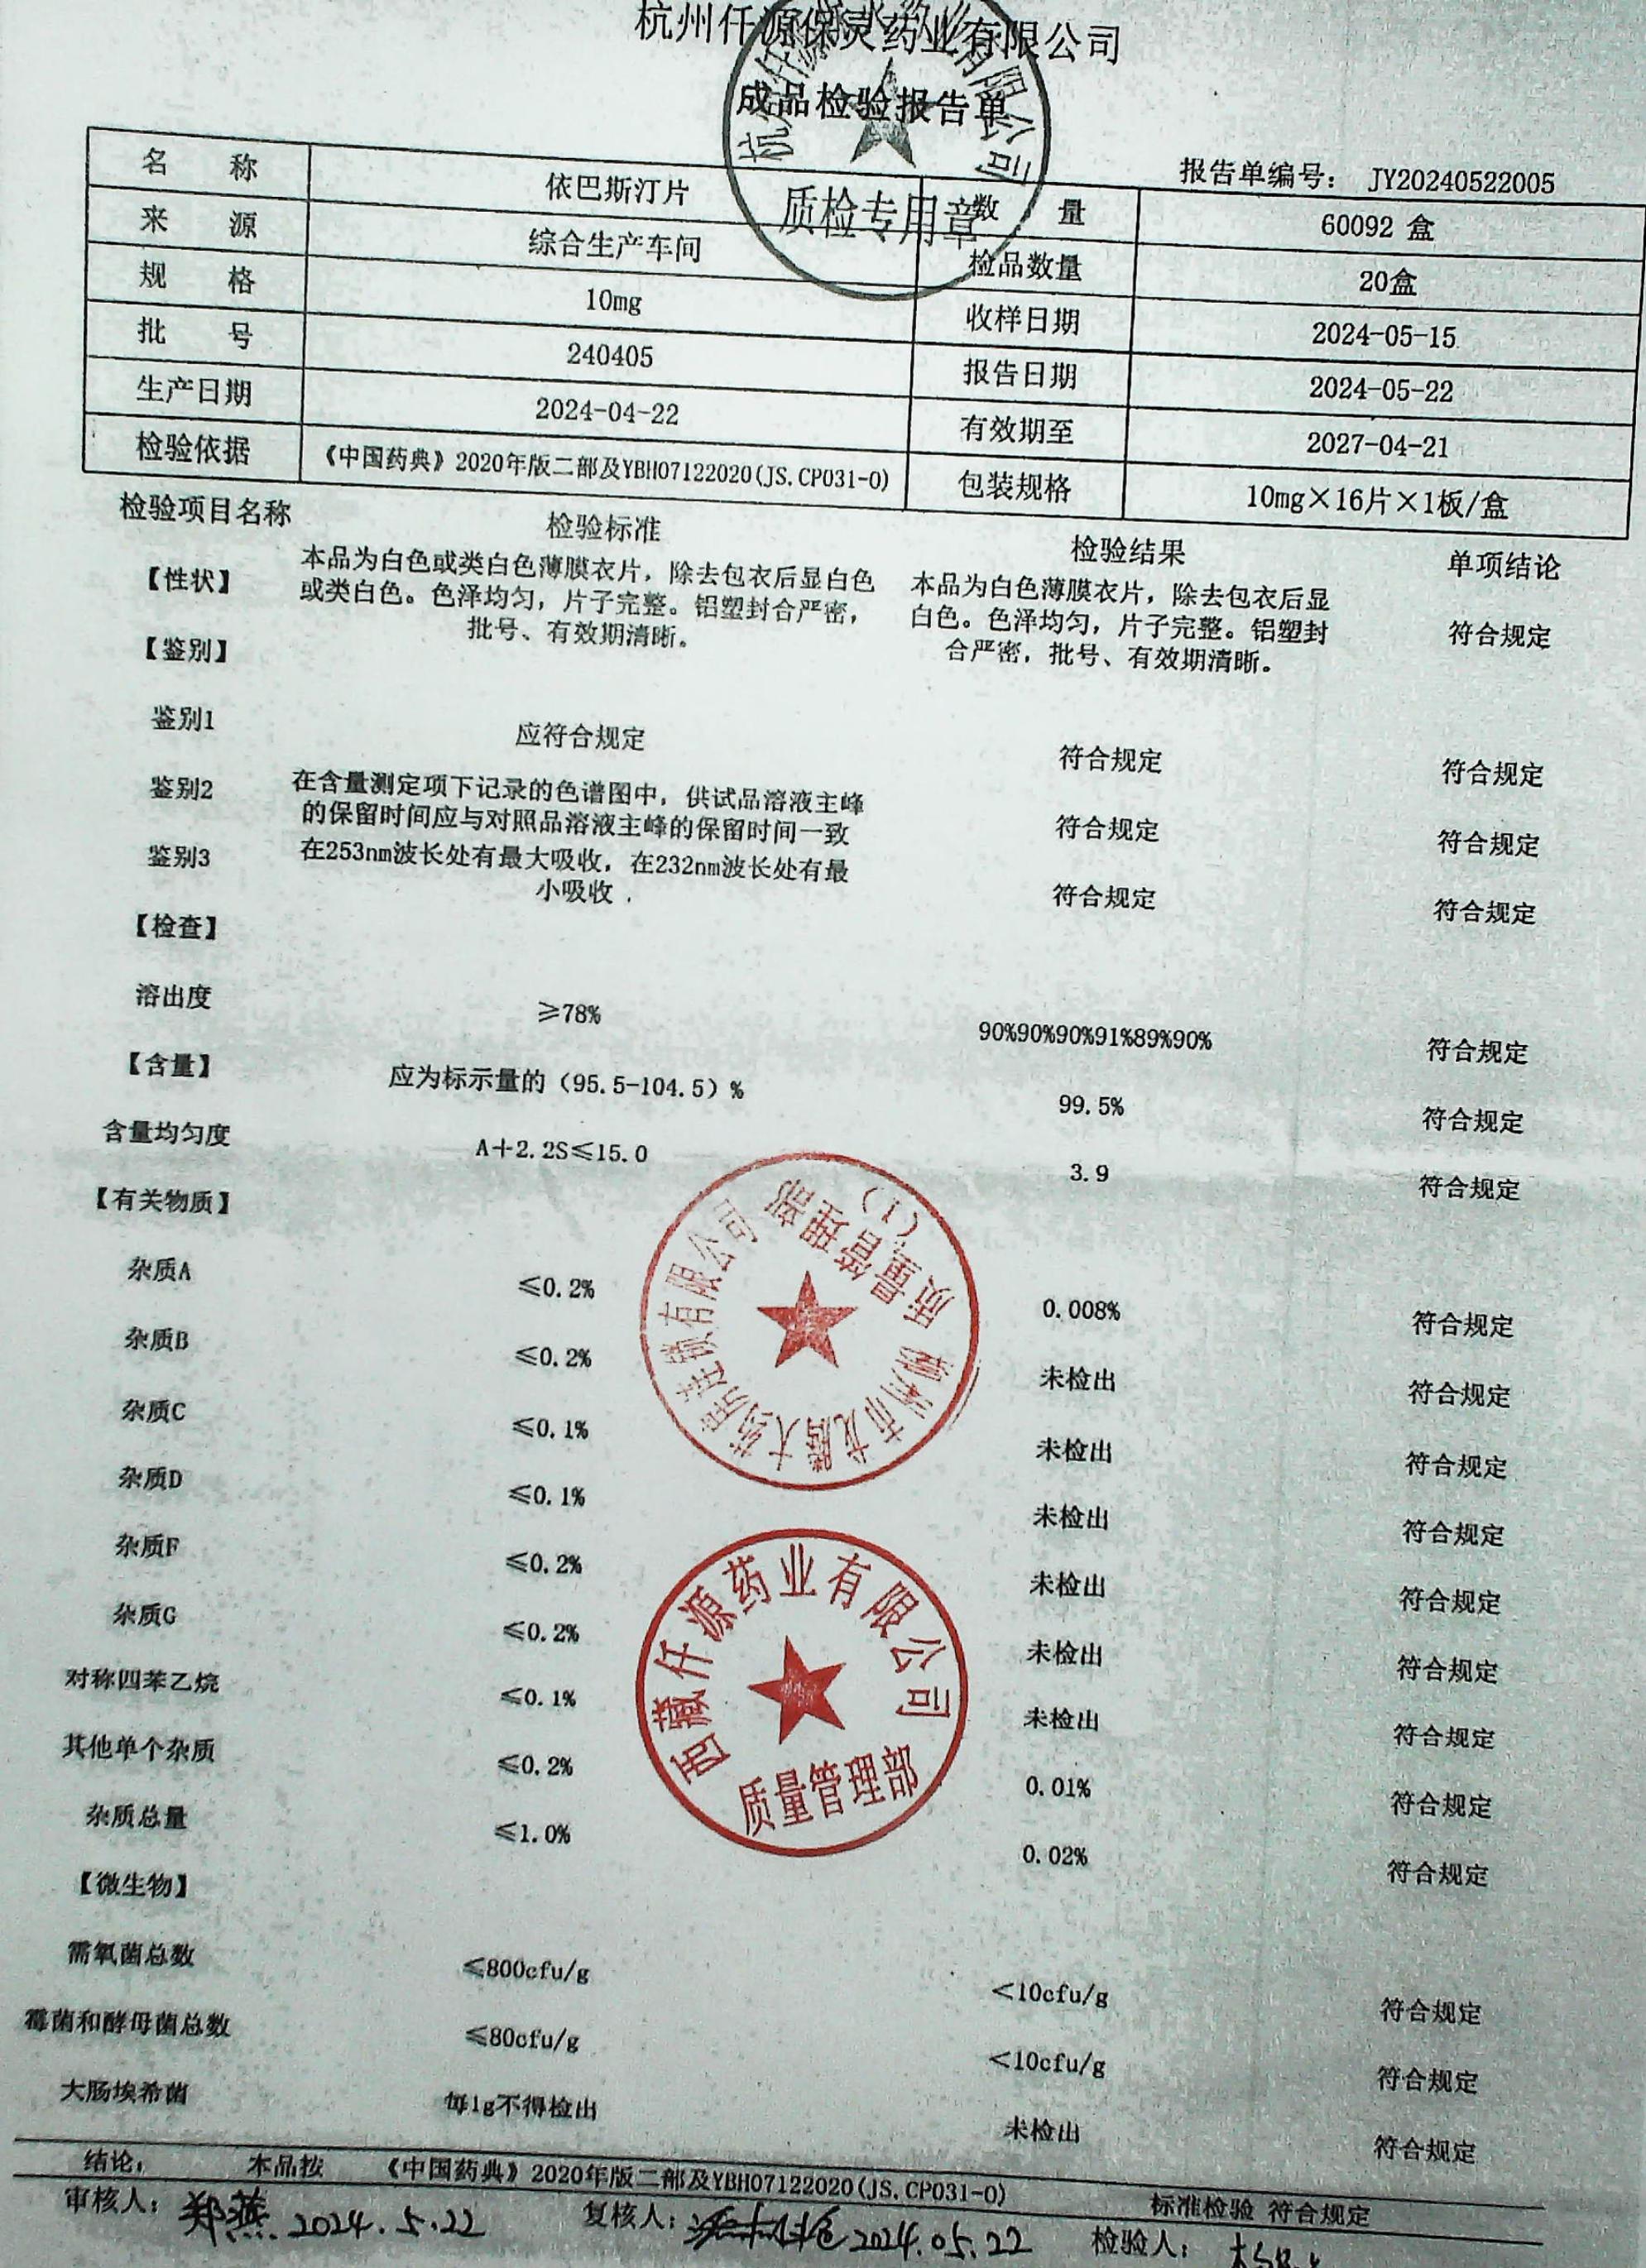 杭州仟源保灵药业有限公司
成品检验报告单
质检专用章
报告单编号： JY20240522005
名 称 依巴斯汀片 数 量 60092 盒
来 源 综合生产车间 检品数量 20盒
规 格 10mg 收样日期 2024-05-15
批 号 240405 报告日期 2024-05-22
生产日期 2024-04-22 有效期至 2027-04-21
检验依据 《中国药典》2020年版二部及YBH07122020(JS.CP031-0) 包装规格 10mg×16片×1板/盒
检验项目名称 检验标准 检验结果 单项结论
【性状】 本品为白色或类白色薄膜衣片，除去包衣后显白色 本品为白色薄膜衣片，除去包衣后显
或类白色。色泽均匀，片子完整。铝塑封合严密， 白色。色泽均匀，片子完整。铝塑封 符合规定
批号、有效期清晰。 合严密，批号、有效期清晰。
【鉴别】
鉴别1 应符合规定 符合规定 符合规定
鉴别2 在含量测定项下记录的色谱图中，供试品溶液主峰 符合规定 符合规定
的保留时间应与对照品溶液主峰的保留时间一致
鉴别3 在253nm波长处有最大吸收，在232nm波长处有最 符合规定 符合规定
小吸收．
【检查】
溶出度 ≥78% 90%90%90%91%89%90% 符合规定
【含量】 应为标示量的（95.5-104.5）% 99.5% 符合规定
含量均匀度 A＋2.2S≤15.0 3.9 符合规定
【有关物质】
杂质A ≤0.2% 0.008% 符合规定
杂质B ≤0.2% 未检出 符合规定
杂质C ≤0.1% 未检出 符合规定
杂质D ≤0.1% 未检出 符合规定
杂质F ≤0.2% 未检出 符合规定
杂质G ≤0.2% 未检出 符合规定
对称四苯乙烷 ≤0.1% 未检出 符合规定
其他单个杂质 ≤0.2% 0.01% 符合规定
杂质总量 ≤1.0% 0.02% 符合规定
柳州市龙腾大药房连锁有限公司
质量管理部
(1)
西藏仟源药业有限公司
质量管理部
【微生物】
需氧菌总数 ≤800cfu/g <10cfu/g 符合规定
霉菌和酵母菌总数 ≤80cfu/g <10cfu/g 符合规定
大肠埃希菌 每1g不得检出 未检出 符合规定
结论： 本品按 《中国药典》2020年版二部及YBH07122020(JS.CP031-0) 标准检验 符合规定
审核人： 郑燕 2024.5.22 复核人： 2024.05.22 检验人：